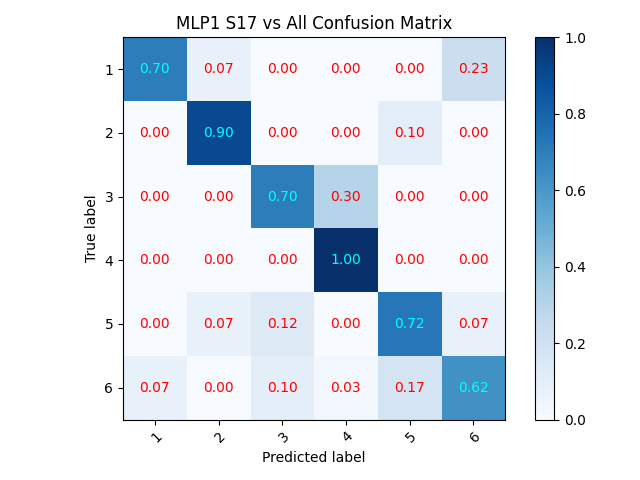 MLP1 S17 vs All Confusion Matrix
1 0.70 0.07 0.00 0.00 0.00 0.23
2 0.00 0.90 0.00 0.00 0.10 0.00
3 0.00 0.00 0.70 0.30 0.00 0.00
4 0.00 0.00 0.00 1.00 0.00 0.00
5 0.00 0.07 0.12 0.00 0.72 0.07
6 0.07 0.00 0.10 0.03 0.17 0.62
1 2 3 4 5 6
True label
Predicted label
1.0
0.8
0.6
0.4
0.2
0.0